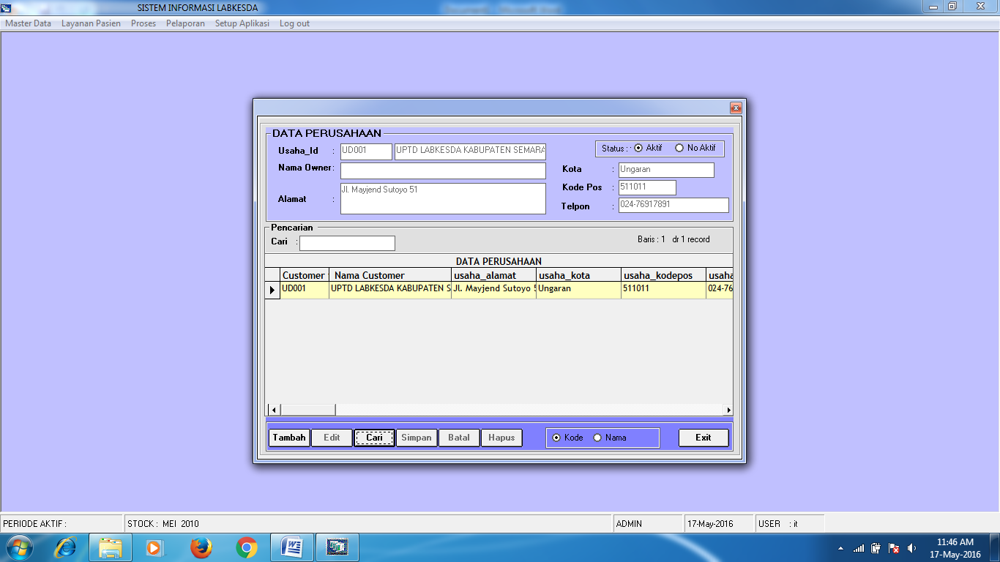 SISTEM INFORMASI LABKESDA
Master Data Layanan Pasien Proses Pelaporan Setup Aplikasi Log out
DATA PERUSAHAAN
Usaha_Id : UD001 UPTD LABKESDA KABUPATEN SEMARA
Status : Aktif No Aktif
Nama Owner :
Kota : Ungaran
Alamat : Jl. Mayjend Sutoyo 51
Kode Pos : 511011
Telpon : 024-76917891
Pencarian
Cari :
Baris : 1 dr 1 record
DATA PERUSAHAAN
Customer Nama Customer usaha_alamat usaha_kota usaha_kodepos usaha
UD001 UPTD LABKESDA KABUPATEN S Jl. Mayjend Sutoyo 5 Ungaran 511011 024-76
Tambah Edit Cari Simpan Batal Hapus Kode Nama Exit
PERIODE AKTIF : STOCK : MEI 2010 ADMIN 17-May-2016 USER : it
11:46 AM
17-May-2016